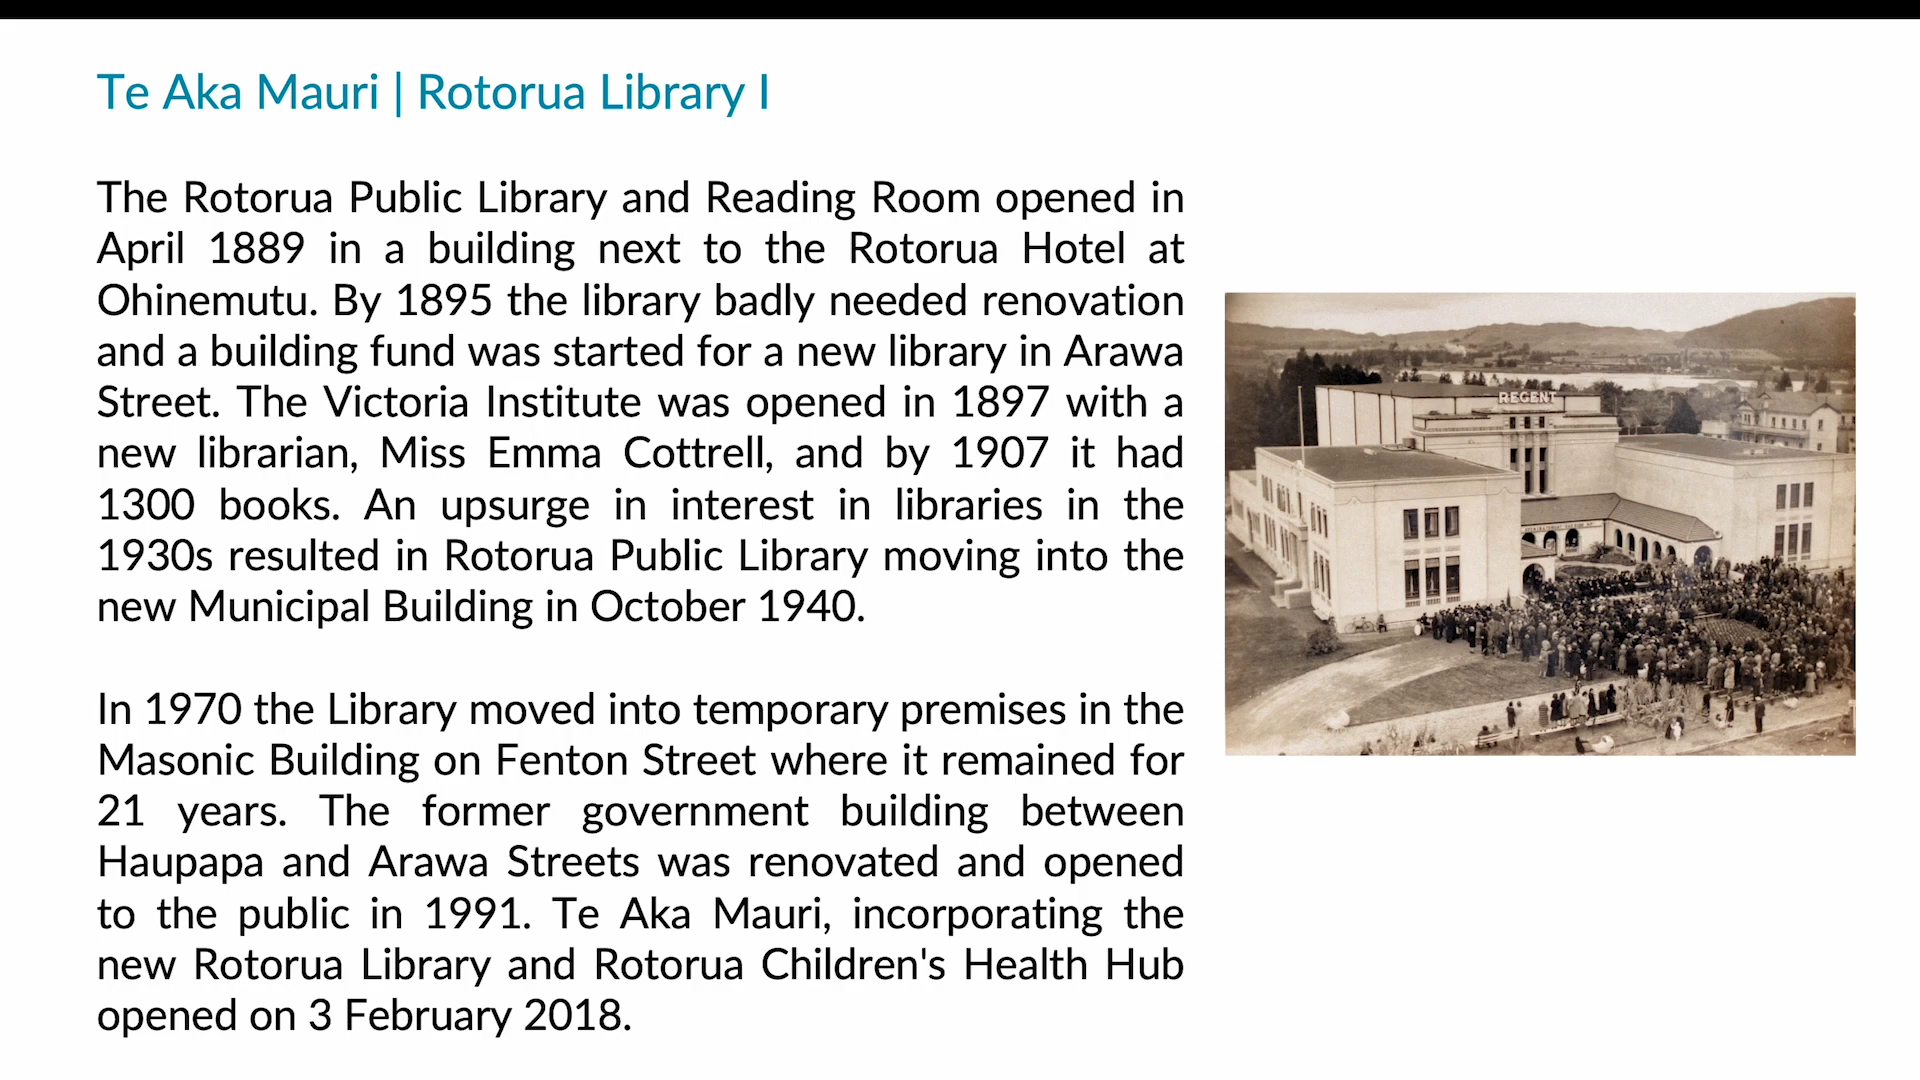 Te Aka Mauri | Rotorua Library I
The Rotorua Public Library and Reading Room opened in
April 1889 in a building next to the Rotorua Hotel at
Ohinemutu. By 1895 the library badly needed renovation
and a building fund was started for a new library in Arawa
Street. The Victoria Institute was opened in 1897 with a
new librarian, Miss Emma Cottrell, and by 1907 it had
1300 books. An upsurge in interest in libraries in the
1930s resulted in Rotorua Public Library moving into the
new Municipal Building in October 1940.
In 1970 the Library moved into temporary premises in the
Masonic Building on Fenton Street where it remained for
21 years. The former government building between
Haupapa and Arawa Streets was renovated and opened
to the public in 1991. Te Aka Mauri, incorporating the
new Rotorua Library and Rotorua Children's Health Hub
opened on 3 February 2018.
REGENT